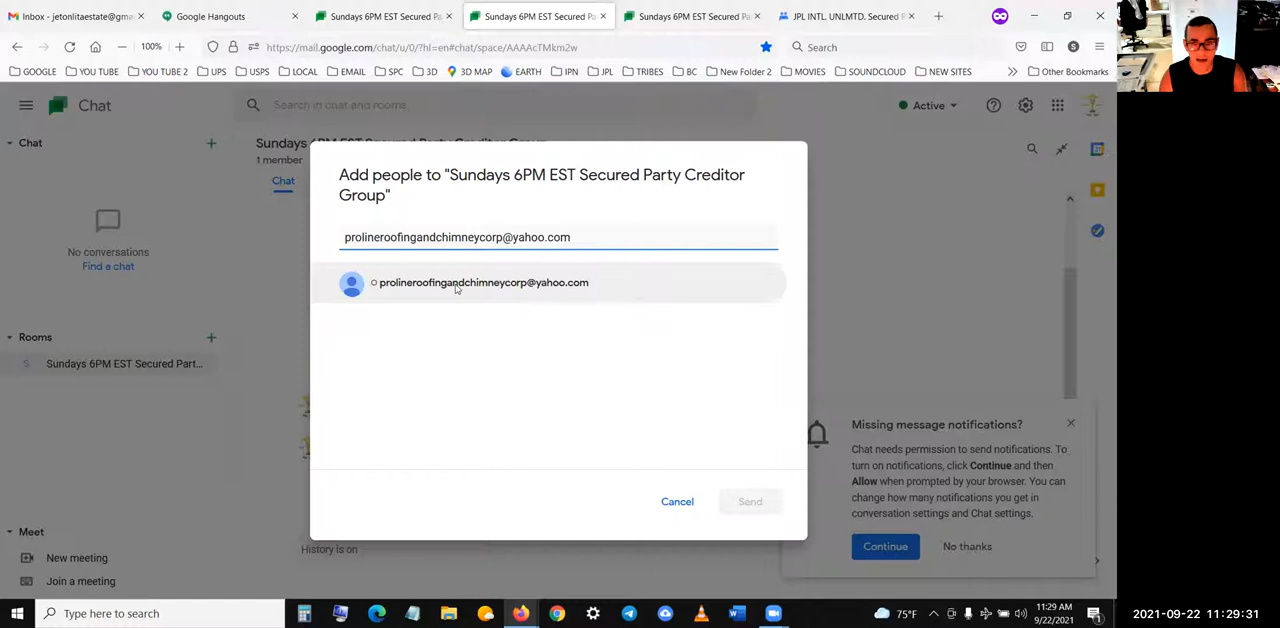 Inbox - jetonlitaestate@gma
Google Hangouts
Sundays 6PM EST Secured Pa
Sundays 6PM EST Secured Pa
Sundays 6PM EST Secured Pa
JPL INTL. UNLMTD. Secured P
100%
https://mail.google.com/chat/u/0/?hl=en#chat/space/AAAAcTMkm2w
Search
GOOGLE
YOU TUBE
YOU TUBE 2
UPS
USPS
LOCAL
EMAIL
SPC
3D
3D MAP
EARTH
IPN
JPL
TRIBES
BC
New Folder 2
MOVIES
SOUNDCLOUD
NEW SITES
Other Bookmarks
Chat
Search in chat and rooms
Active
Chat
Sundays 6PM EST Secured Party Creditor Group
1 member
Chat
No conversations
Find a chat
Rooms
S Sundays 6PM EST Secured Part...
Meet
New meeting
Join a meeting
Add people to "Sundays 6PM EST Secured Party Creditor
Group"
prolineroofingandchimneycorp@yahoo.com
prolineroofingandchimneycorp@yahoo.com
Cancel
Send
History is on
Missing message notifications?
Chat needs permission to send notifications. To
turn on notifications, click Continue and then
Allow when prompted by your browser. You can
change how many notifications you get in
conversation settings and Chat settings.
Continue
No thanks
Type here to search
75°F
11:29 AM
9/22/2021
2021-09-22 11:29:31